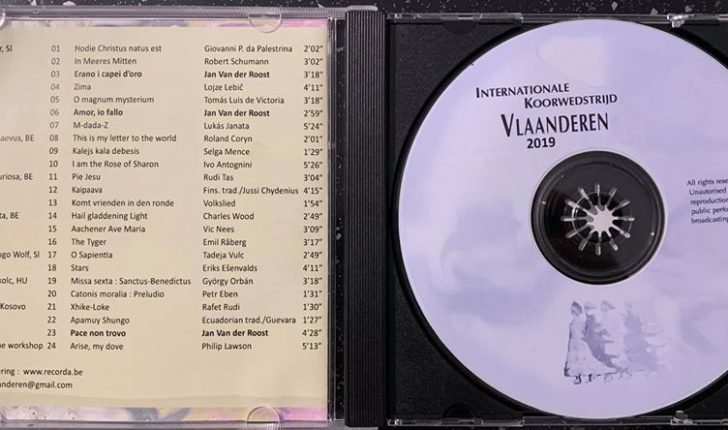 r, SI 01 Hodie Christus natus est Giovanni P. da Palestrina 2'02"
02 In Meeres Mitten Robert Schumann 3'02"
03 Erano i capel d'oro Jan Van der Roost 3'18"
04 Zima Lojze Lebič 4'11"
05 O magnum mysterium Tomás Luis de Victoria 3'18"
06 Amor, io fallo Jan Van der Roost 2'59"
07 M-dada-Z Lukás Janata 5'24"
aevus, BE 08 This is my letter to the world Roland Coryn 2'01"
09 Kalejs kala debesis Selga Mence 1'29"
10 I am the Rose of Sharon Ivo Antognini 5'26"
uriosa, BE 11 Pie Jesu Rudi Tas 3'04"
12 Kaipaava Fins. trad./Jussi Chydenius 4'15"
13 Komt vrienden in den ronde Volkslied 1'54"
ta, BE 14 Hail gladdening Light Charles Wood 2'49"
15 Aachener Ave Maria Vic Nees 3'09"
16 The Tyger Emil Råberg 3'17"
go Wolf, SI 17 O Sapientia Tadeja Vulc 2'49"
18 Stars Eriks Ešenvalds 4'11"
kolc, HU 19 Missa sexta : Sanctus-Benedictus György Orbán 3'18"
20 Catonis moralia : Preludio Petr Eben 1'31"
Kosovo 21 Xhike-Loke Rafet Rudi 1'30"
22 Apamuy Shungo Ecuadorian trad./Guevara 1'27"
23 Pace non trovo Jan Van der Roost 4'28"
he workshop 24 Arise, my dove Philip Lawson 5'13"
ering : www.recorda.be
anderen@gmail.com
INTERNATIONALE
KOORWEDSTRIJD
VLAANDEREN
2019
All rights rese
Unautorised
reproduction
public perfo
broadcasting